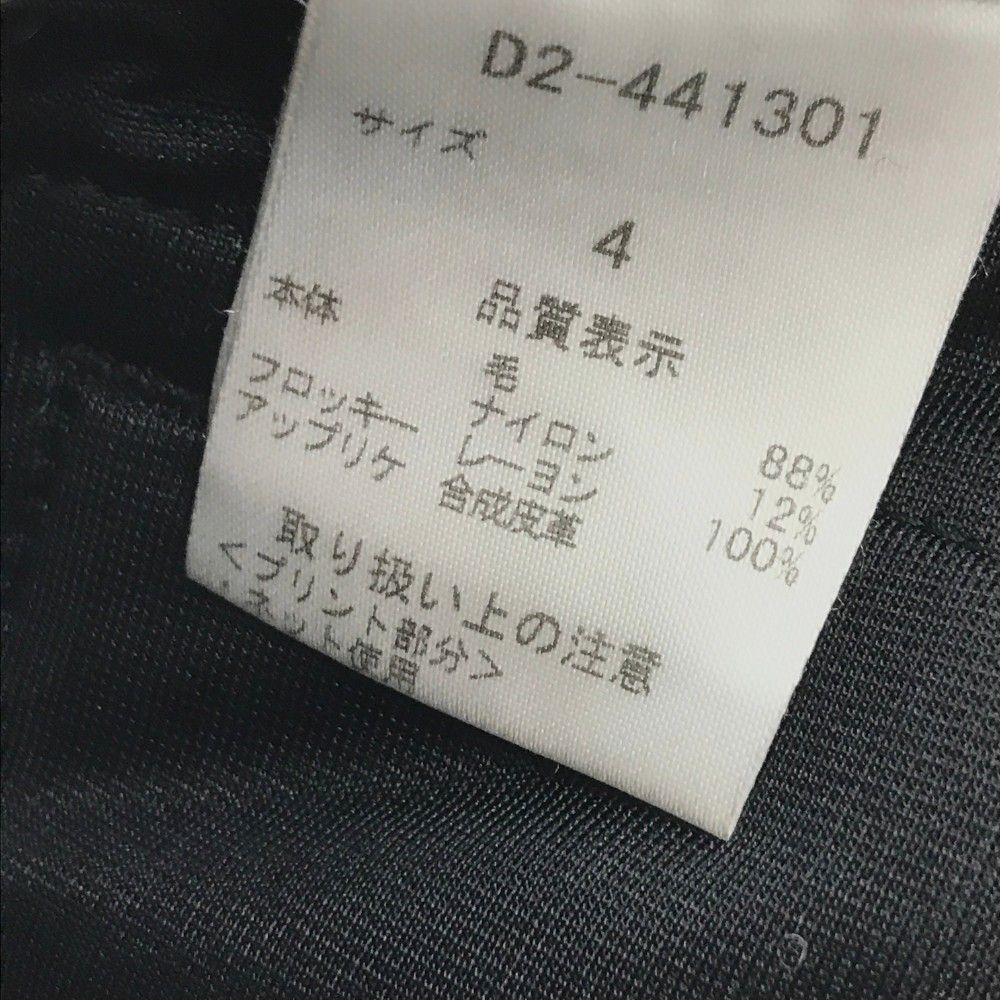 D2-441301
サイズ
4
品質表示
本体 毛 88%
ナイロン 12%
フロッキー レーヨン 100%
アップリケ 合成皮革
取り扱い上の注意
<プリント部分>
・ネット使用